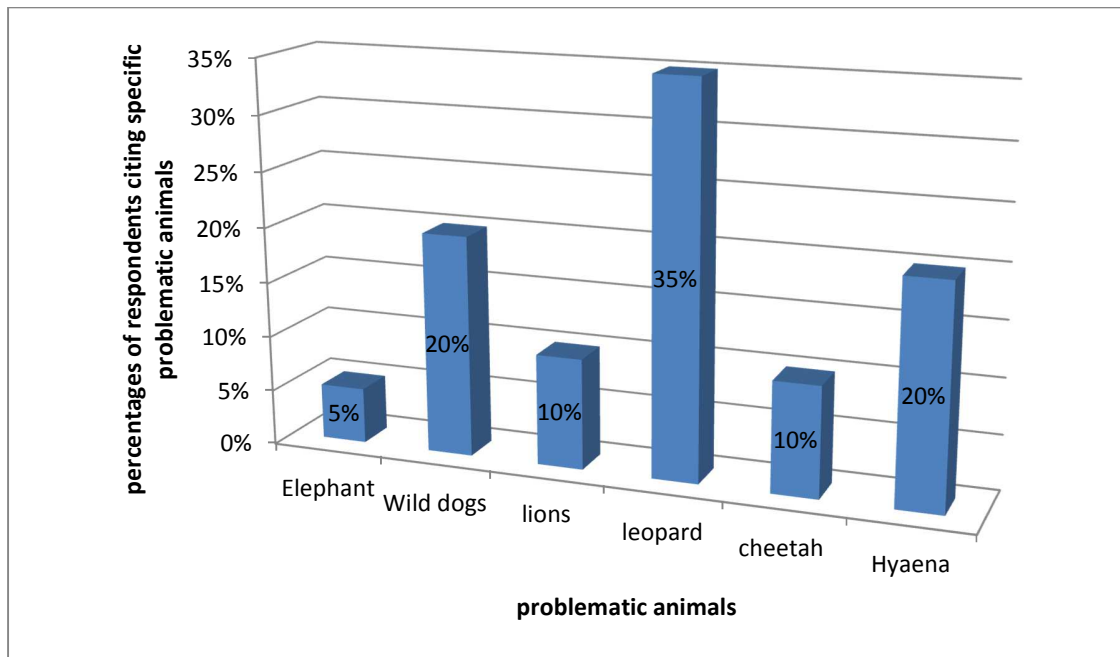 percentages of respondents citing specific
problematic animals
35%
30%
25%
20%
15%
10%
5%
0%
5%
20%
10%
35%
10%
20%
Elephant
Wild dogs
lions
leopard
cheetah
Hyaena
problematic animals